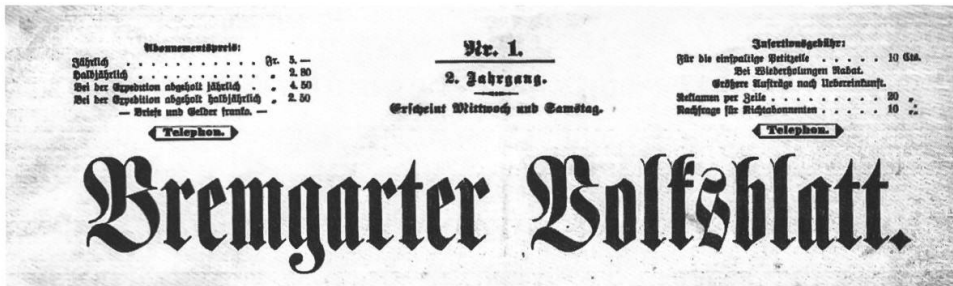 Abonnementspreis:
Jährlich . . . . . . . . . . . . Fr. 5. —
Halbjährlich . . . . . . . . . . „ 2. 80
Bei der Expedition abgeholt jährlich . . „ 4. 50
Bei der Expedition abgeholt halbjährlich „ 2. 50
— Briefe und Gelder franko. —
Telephon.
Nr. 1.
2. Jahrgang.
Erscheint Mittwoch und Samstag.
Insertionsgebühr:
Für die einspaltige Petitzeile . . . . . 10 Cts.
Bei Wiederholungen Rabat.
Größere Aufträge nach Uebereinkunft.
Reklamen per Zeile . . . . . . . . 20 „
Nachfrage für Nichtabonnenten . . . . . 10 „
Telephon.
Bremgarter Volksblatt.